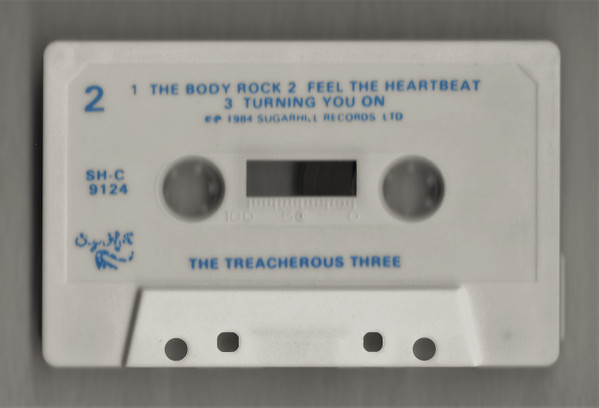 2
1 THE BODY ROCK 2 FEEL THE HEARTBEAT
3 TURNING YOU ON
©℗ 1984 SUGARHILL RECORDS LTD
SH-C
9124
100 50 0
THE TREACHEROUS THREE